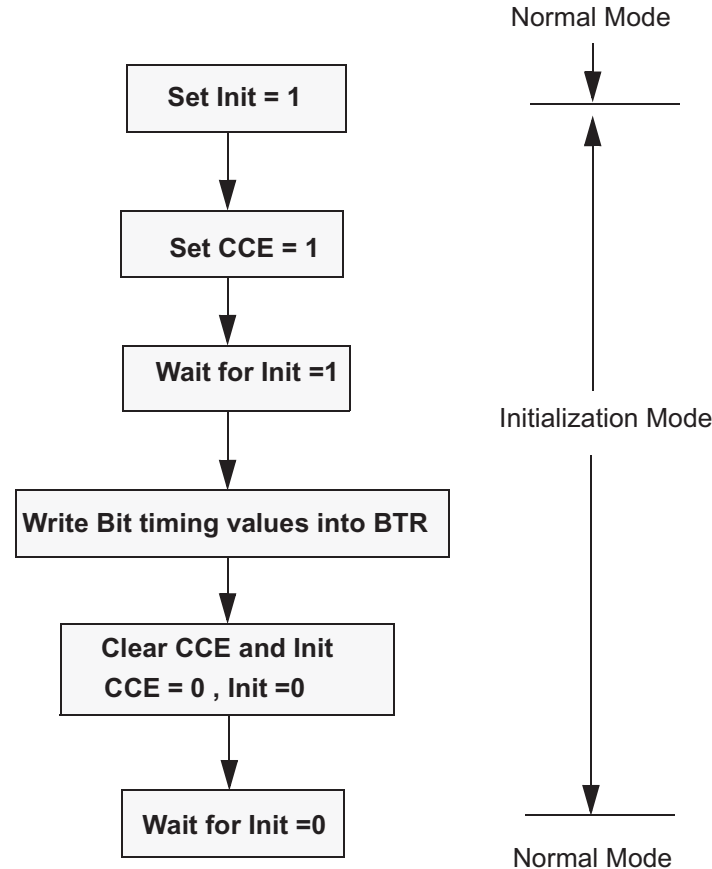 Normal Mode
Set Init = 1
Set CCE = 1
Wait for Init =1
Initialization Mode
Write Bit timing values into BTR
Clear CCE and Init
CCE = 0 , Init =0
Wait for Init =0
Normal Mode